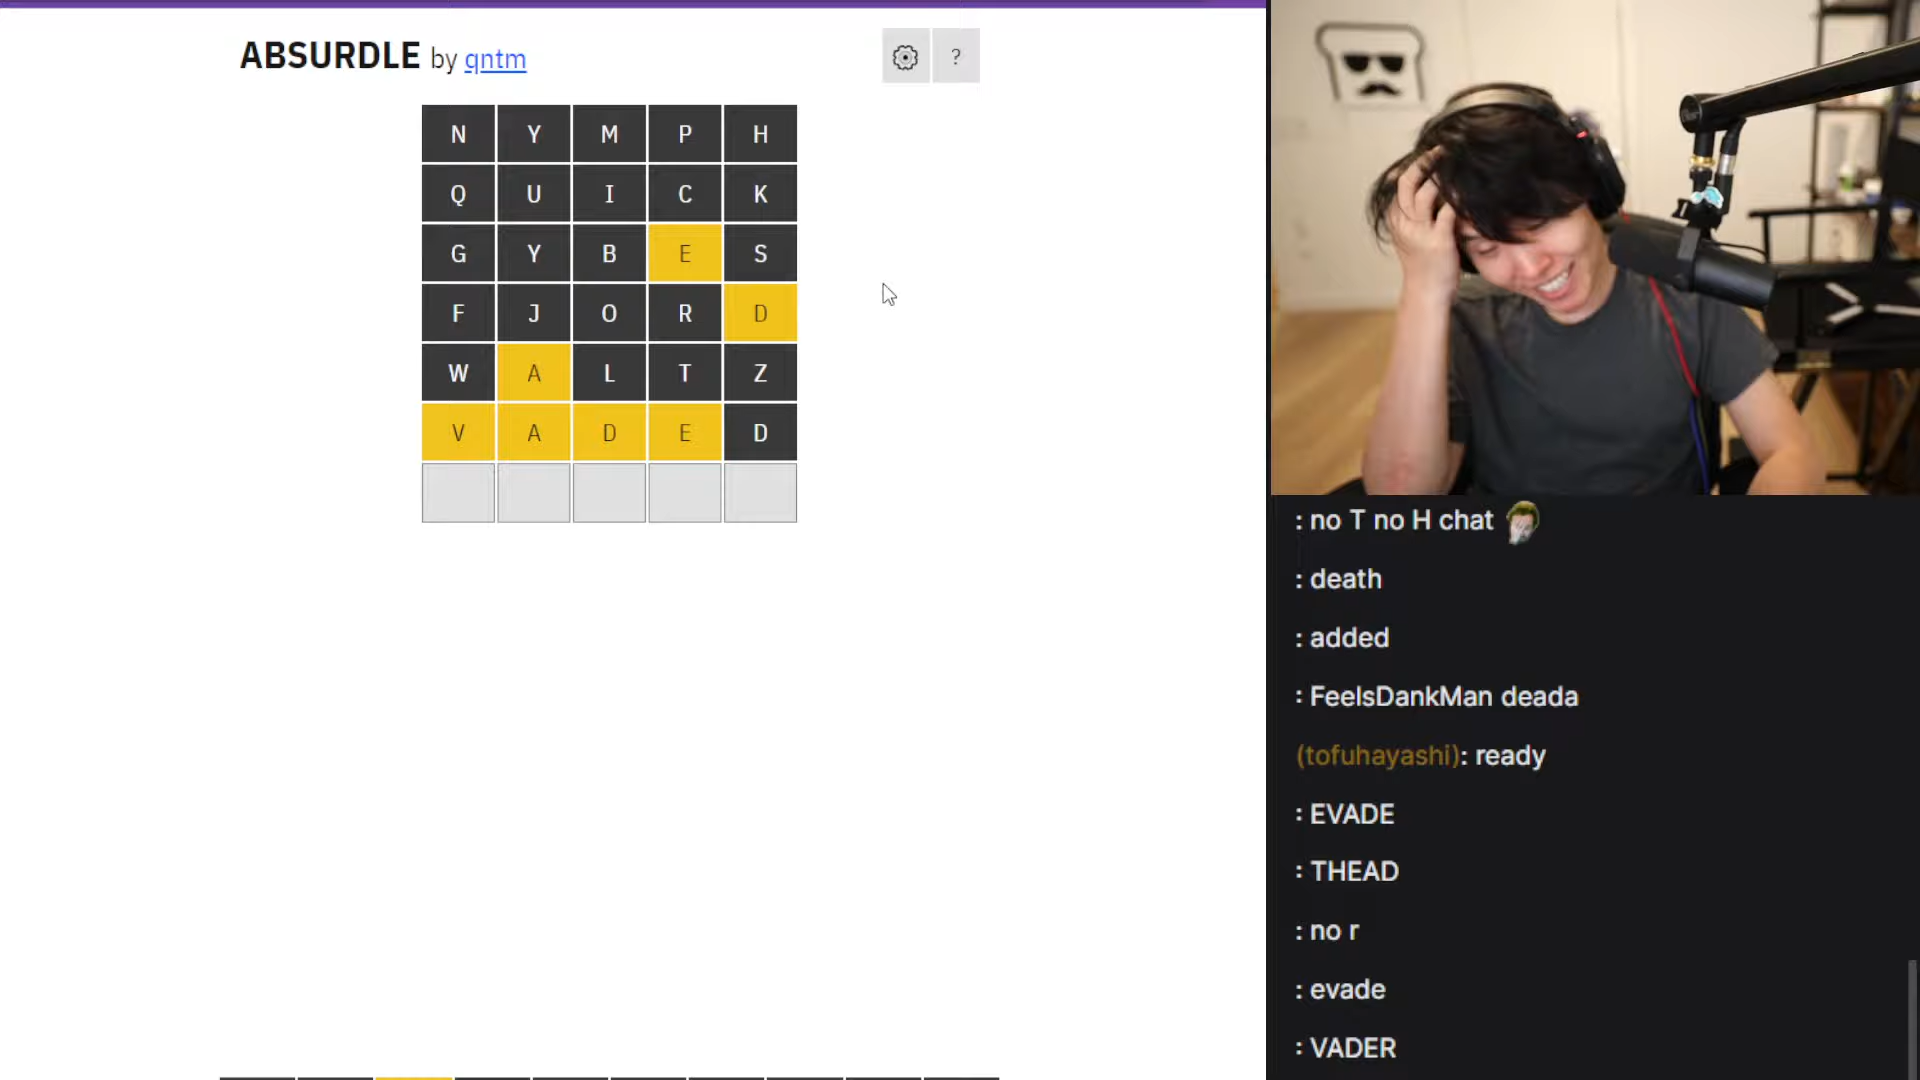 ABSURDLE by qntm
?
N Y M P H
Q U I C K
G Y B E S
F J O R D
W A L T Z
V A D E D
: no T no H chat
: death
: added
: FeelsDankMan deada
(tofuhayashi): ready
: EVADE
: THEAD
: no r
: evade
: VADER